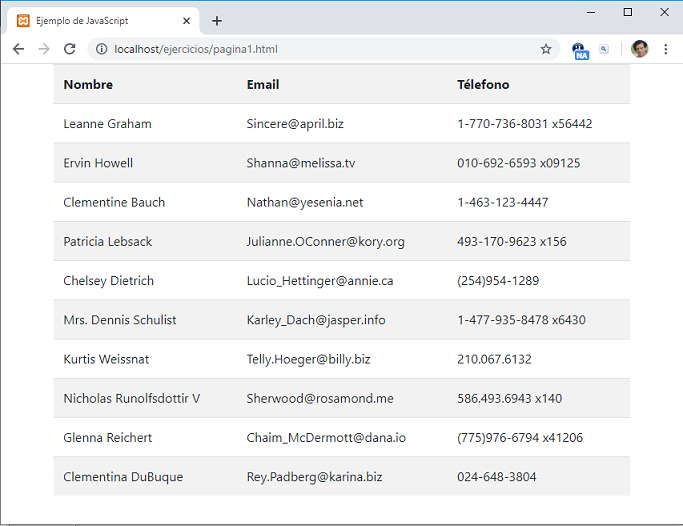 Ejemplo de JavaScript
localhost/ejercicios/pagina1.html
NA
Nombre Email Télefono
Leanne Graham Sincere@april.biz 1-770-736-8031 x56442
Ervin Howell Shanna@melissa.tv 010-692-6593 x09125
Clementine Bauch Nathan@yesenia.net 1-463-123-4447
Patricia Lebsack Julianne.OConner@kory.org 493-170-9623 x156
Chelsey Dietrich Lucio_Hettinger@annie.ca (254)954-1289
Mrs. Dennis Schulist Karley_Dach@jasper.info 1-477-935-8478 x6430
Kurtis Weissnat Telly.Hoeger@billy.biz 210.067.6132
Nicholas Runolfsdottir V Sherwood@rosamond.me 586.493.6943 x140
Glenna Reichert Chaim_McDermott@dana.io (775)976-6794 x41206
Clementina DuBuque Rey.Padberg@karina.biz 024-648-3804